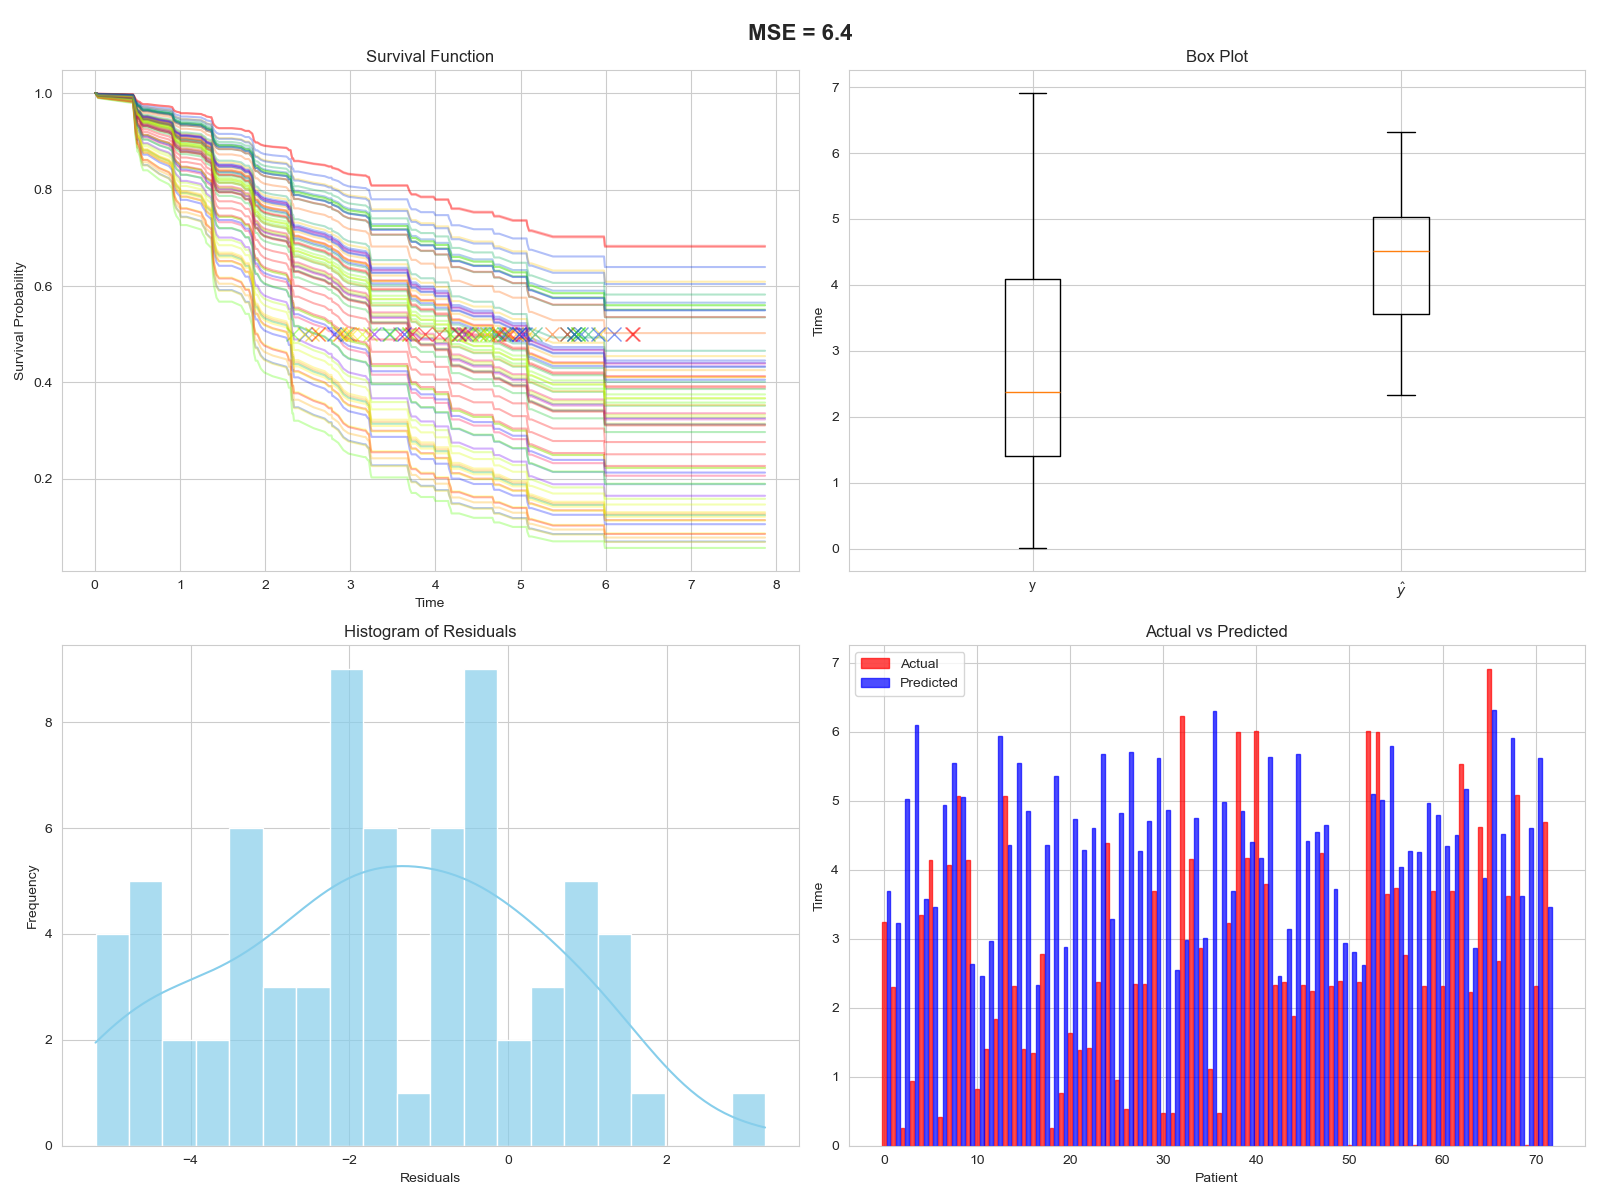 MSE = 6.4
Survival Function
Survival Probability
1.0
0.8
0.6
0.4
0.2
0 1 2 3 4 5 6 7 8
Time
Box Plot
Time
7
6
5
4
3
2
1
0
y ŷ
Histogram of Residuals
Frequency
8
6
4
2
0
−4 −2 0 2
Residuals
Actual vs Predicted
Actual
Predicted
Time
7
6
5
4
3
2
1
0
0 10 20 30 40 50 60 70
Patient